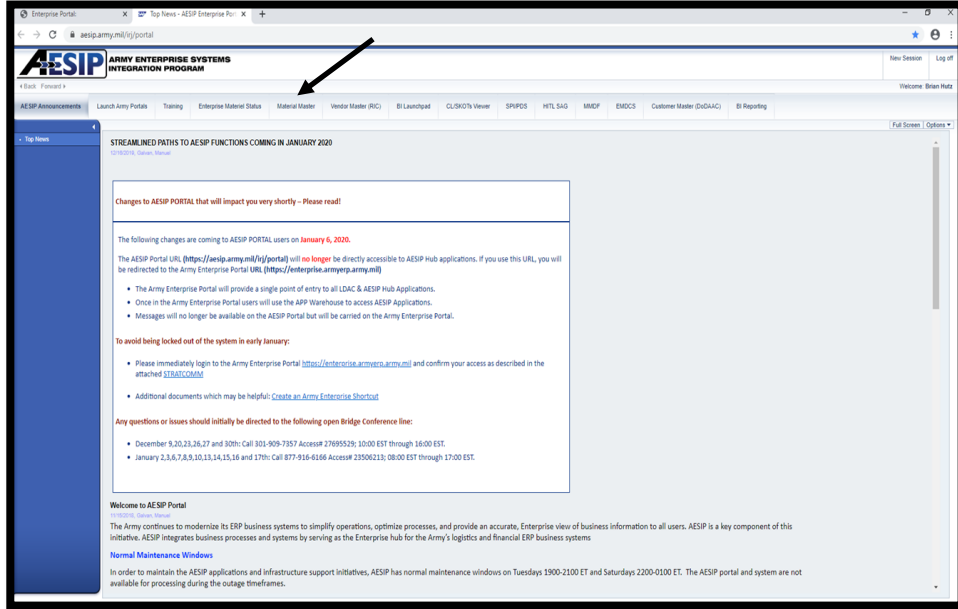 Enterprise Portal:
Top News - AESIP Enterprise Por
aesip.army.mil/irj/portal
AESIP ARMY ENTERPRISE SYSTEMS
INTEGRATION PROGRAM
New Session Log off
Back Forward
Welcome: Brian Hutz
AESIP Announcements Launch Army Portals Training Enterprise Materiel Status Material Master Vendor Master (RIC) BI Launchpad CL/SKOTs Viewer SPI/PDS HITL SAG MMDF EMDCS Customer Master (DoDAAC) BI Reporting
Full Screen Options
Top News
STREAMLINED PATHS TO AESIP FUNCTIONS COMING IN JANUARY 2020
Galvan, Manuel
Changes to AESIP PORTAL that will impact you very shortly – Please read!
The following changes are coming to AESIP PORTAL users on January 6, 2020.
The AESIP Portal URL (https://aesip.army.mil/irj/portal) will no longer be directly accessible to AESIP Hub applications. If you use this URL, you will
be redirected to the Army Enterprise Portal URL (https://enterprise.armyerp.army.mil)
• The Army Enterprise Portal will provide a single point of entry to all LDAC & AESIP Hub Applications.
• Once in the Army Enterprise Portal users will use the APP Warehouse to access AESIP Applications.
• Messages will no longer be available on the AESIP Portal but will be carried on the Army Enterprise Portal.
To avoid being locked out of the system in early January:
• Please immediately login to the Army Enterprise Portal https://enterprise.armyerp.army.mil and confirm your access as described in the
attached STRATCOMM
• Additional documents which may be helpful: Create an Army Enterprise Shortcut
Any questions or issues should initially be directed to the following open Bridge Conference line:
• December 9,20,23,26,27 and 30th: Call 301-909-7357 Access# 27695529; 10:00 EST through 16:00 EST.
• January 2,3,6,7,8,9,10,13,14,15,16 and 17th: Call 877-916-6166 Access# 23506213; 08:00 EST through 17:00 EST.
Welcome to AESIP Portal
Galvan, Manuel
The Army continues to modernize its ERP business systems to simplify operations, optimize processes, and provide an accurate, Enterprise view of business information to all users. AESIP is a key component of this
initiative. AESIP integrates business processes and systems by serving as the Enterprise hub for the Army's logistics and financial ERP business systems
Normal Maintenance Windows
In order to maintain the AESIP applications and infrastructure support initiatives, AESIP has normal maintenance windows on Tuesdays 1900-2100 ET and Saturdays 2200-0100 ET. The AESIP portal and system are not
available for processing during the outage timeframes.